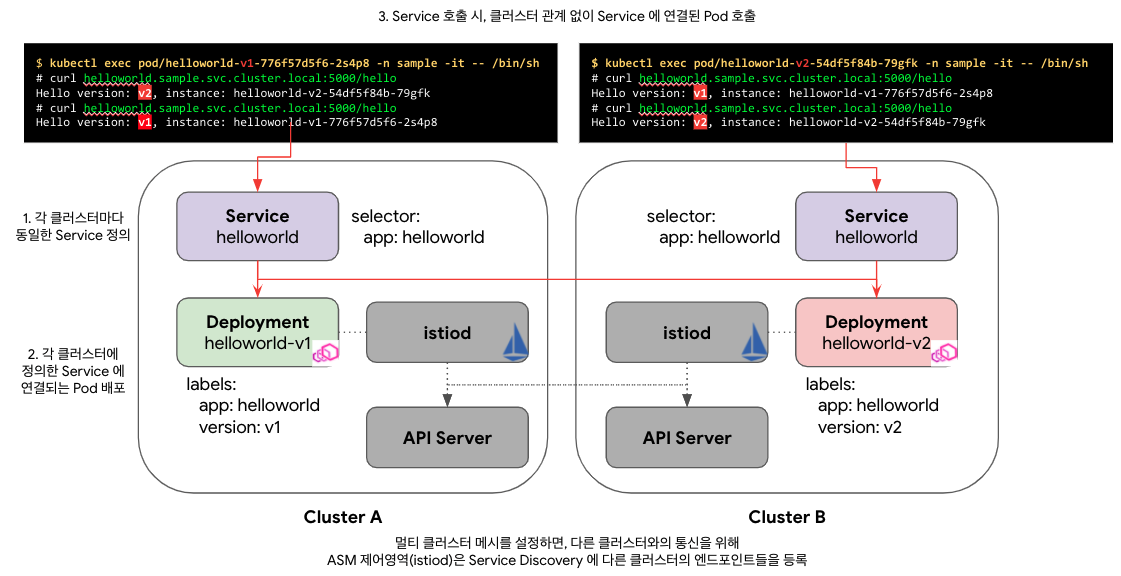 3. Service 호출 시, 클러스터 관계 없이 Service 에 연결된 Pod 호출
$ kubectl exec pod/helloworld-v1-776f57d5f6-2s4p8 -n sample -it -- /bin/sh
# curl helloworld.sample.svc.cluster.local:5000/hello
Hello version: v2, instance: helloworld-v2-54df5f84b-79gfk
# curl helloworld.sample.svc.cluster.local:5000/hello
Hello version: v1, instance: helloworld-v1-776f57d5f6-2s4p8
$ kubectl exec pod/helloworld-v2-54df5f84b-79gfk -n sample -it -- /bin/sh
# curl helloworld.sample.svc.cluster.local:5000/hello
Hello version: v1, instance: helloworld-v1-776f57d5f6-2s4p8
# curl helloworld.sample.svc.cluster.local:5000/hello
Hello version: v2, instance: helloworld-v2-54df5f84b-79gfk
1. 각 클러스터마다
동일한 Service 정의
Service
helloworld
selector:
app: helloworld
selector:
app: helloworld
Service
helloworld
2. 각 클러스터에
정의한 Service 에
연결되는 Pod 배포
Deployment
helloworld-v1
istiod
istiod
Deployment
helloworld-v2
labels:
app: helloworld
version: v1
API Server
API Server
labels:
app: helloworld
version: v2
Cluster A
Cluster B
멀티 클러스터 메시를 설정하면, 다른 클러스터와의 통신을 위해
ASM 제어영역(istiod)은 Service Discovery 에 다른 클러스터의 엔드포인트들을 등록